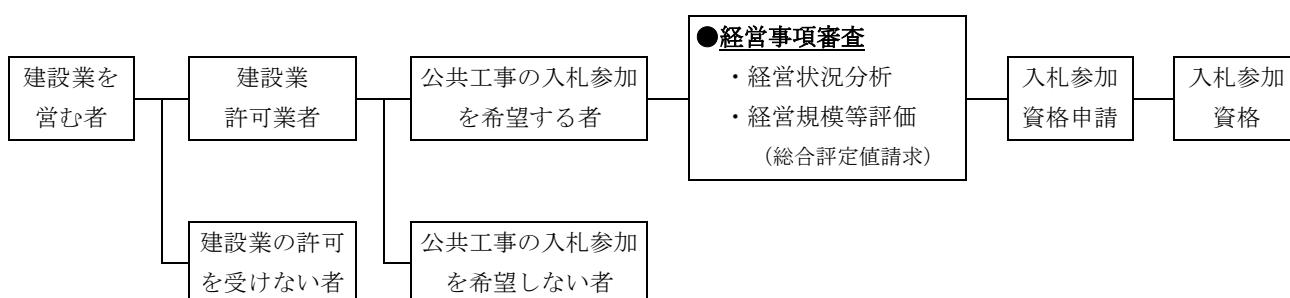 建設業を
営む者
建設業
許可業者
公共工事の入札参加
を希望する者
●経営事項審査
・経営状況分析
・経営規模等評価
（総合評定値請求）
入札参加
資格申請
入札参加
資格
建設業の許可
を受けない者
公共工事の入札参加
を希望しない者